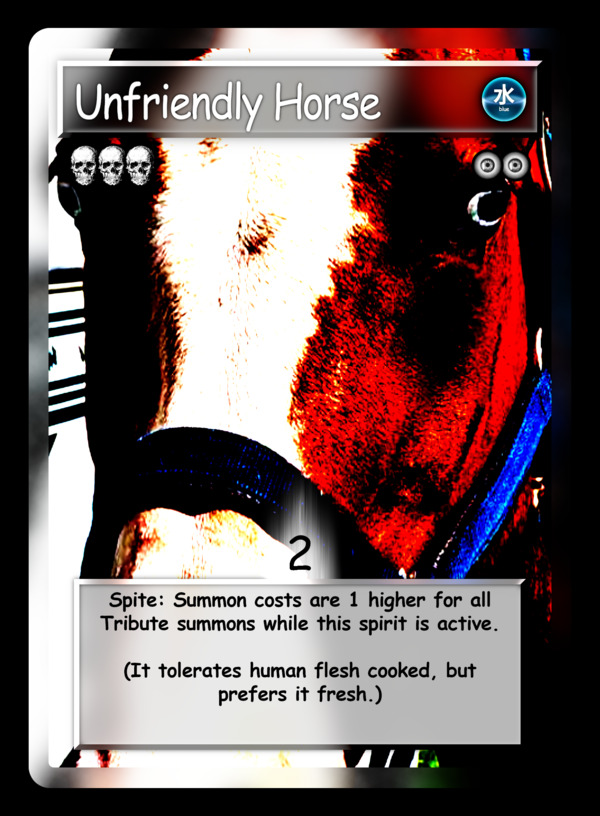 Unfriendly Horse
水
blue
2
Spite: Summon costs are 1 higher for all
Tribute summons while this spirit is active.
(It tolerates human flesh cooked, but
prefers it fresh.)